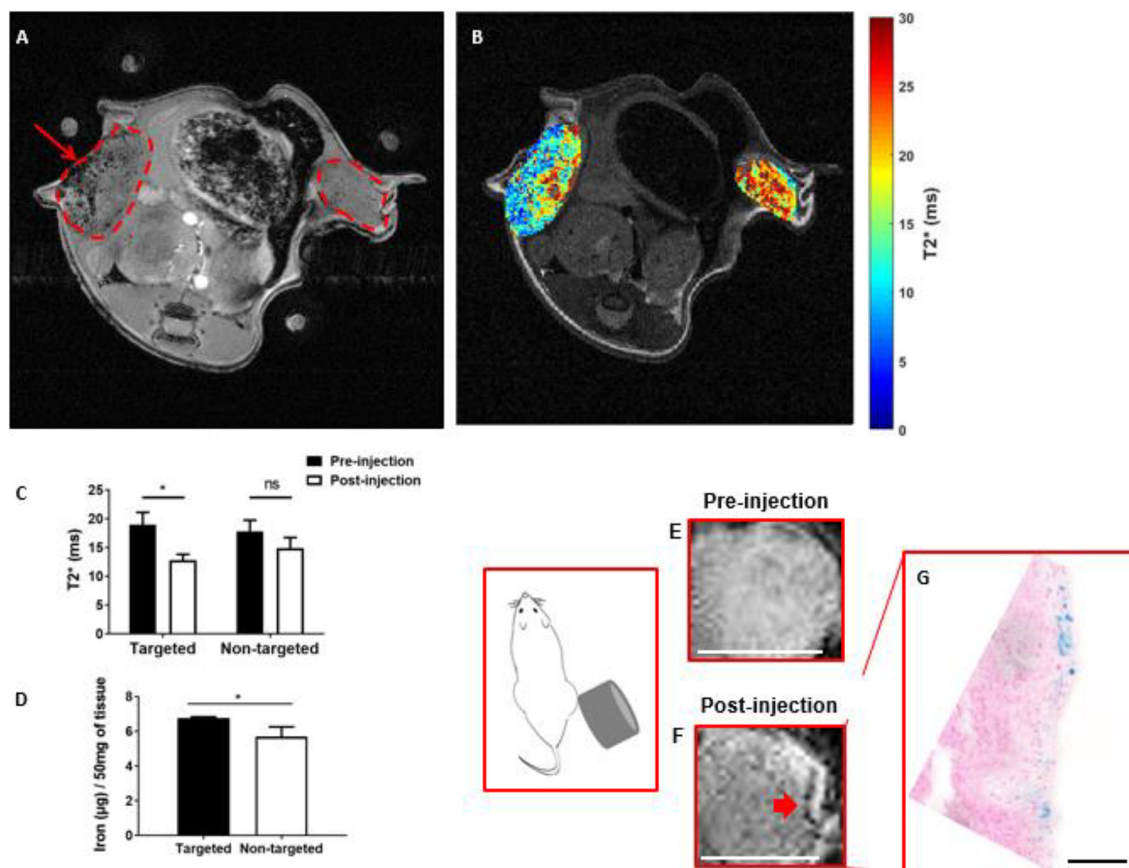 A
B
30
25
20
15
10
5
0
T2* (ms)
C
Pre-injection
Post-injection
25
20
15
10
5
0
T2* (ms)
*
ns
Targeted
Non-targeted
D
8
6
4
2
0
Iron (µg) / 50mg of tissue
*
Targeted
Non-targeted
Pre-injection
E
Post-injection
F
G